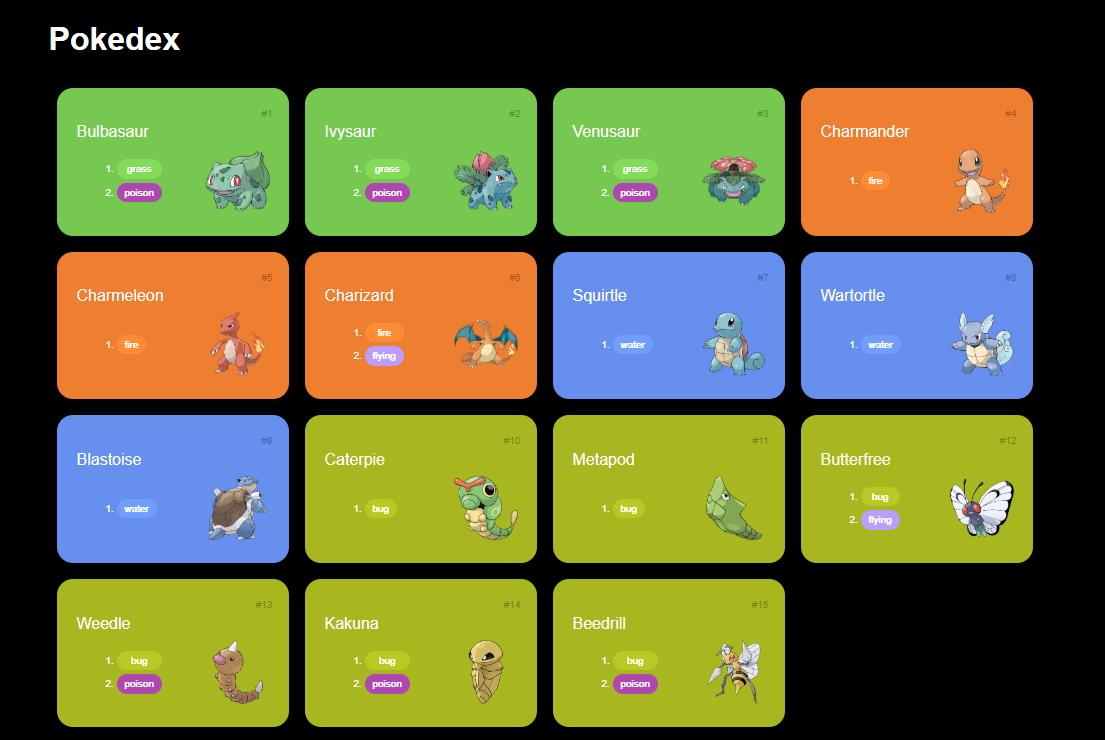 Pokedex
#1
Bulbasaur
1. grass
2. poison
#2
Ivysaur
1. grass
2. poison
#3
Venusaur
1. grass
2. poison
#4
Charmander
1. fire
#5
Charmeleon
1. fire
#6
Charizard
1. fire
2. flying
#7
Squirtle
1. water
#8
Wartortle
1. water
#9
Blastoise
1. water
#10
Caterpie
1. bug
#11
Metapod
1. bug
#12
Butterfree
1. bug
2. flying
#13
Weedle
1. bug
2. poison
#14
Kakuna
1. bug
2. poison
#15
Beedrill
1. bug
2. poison